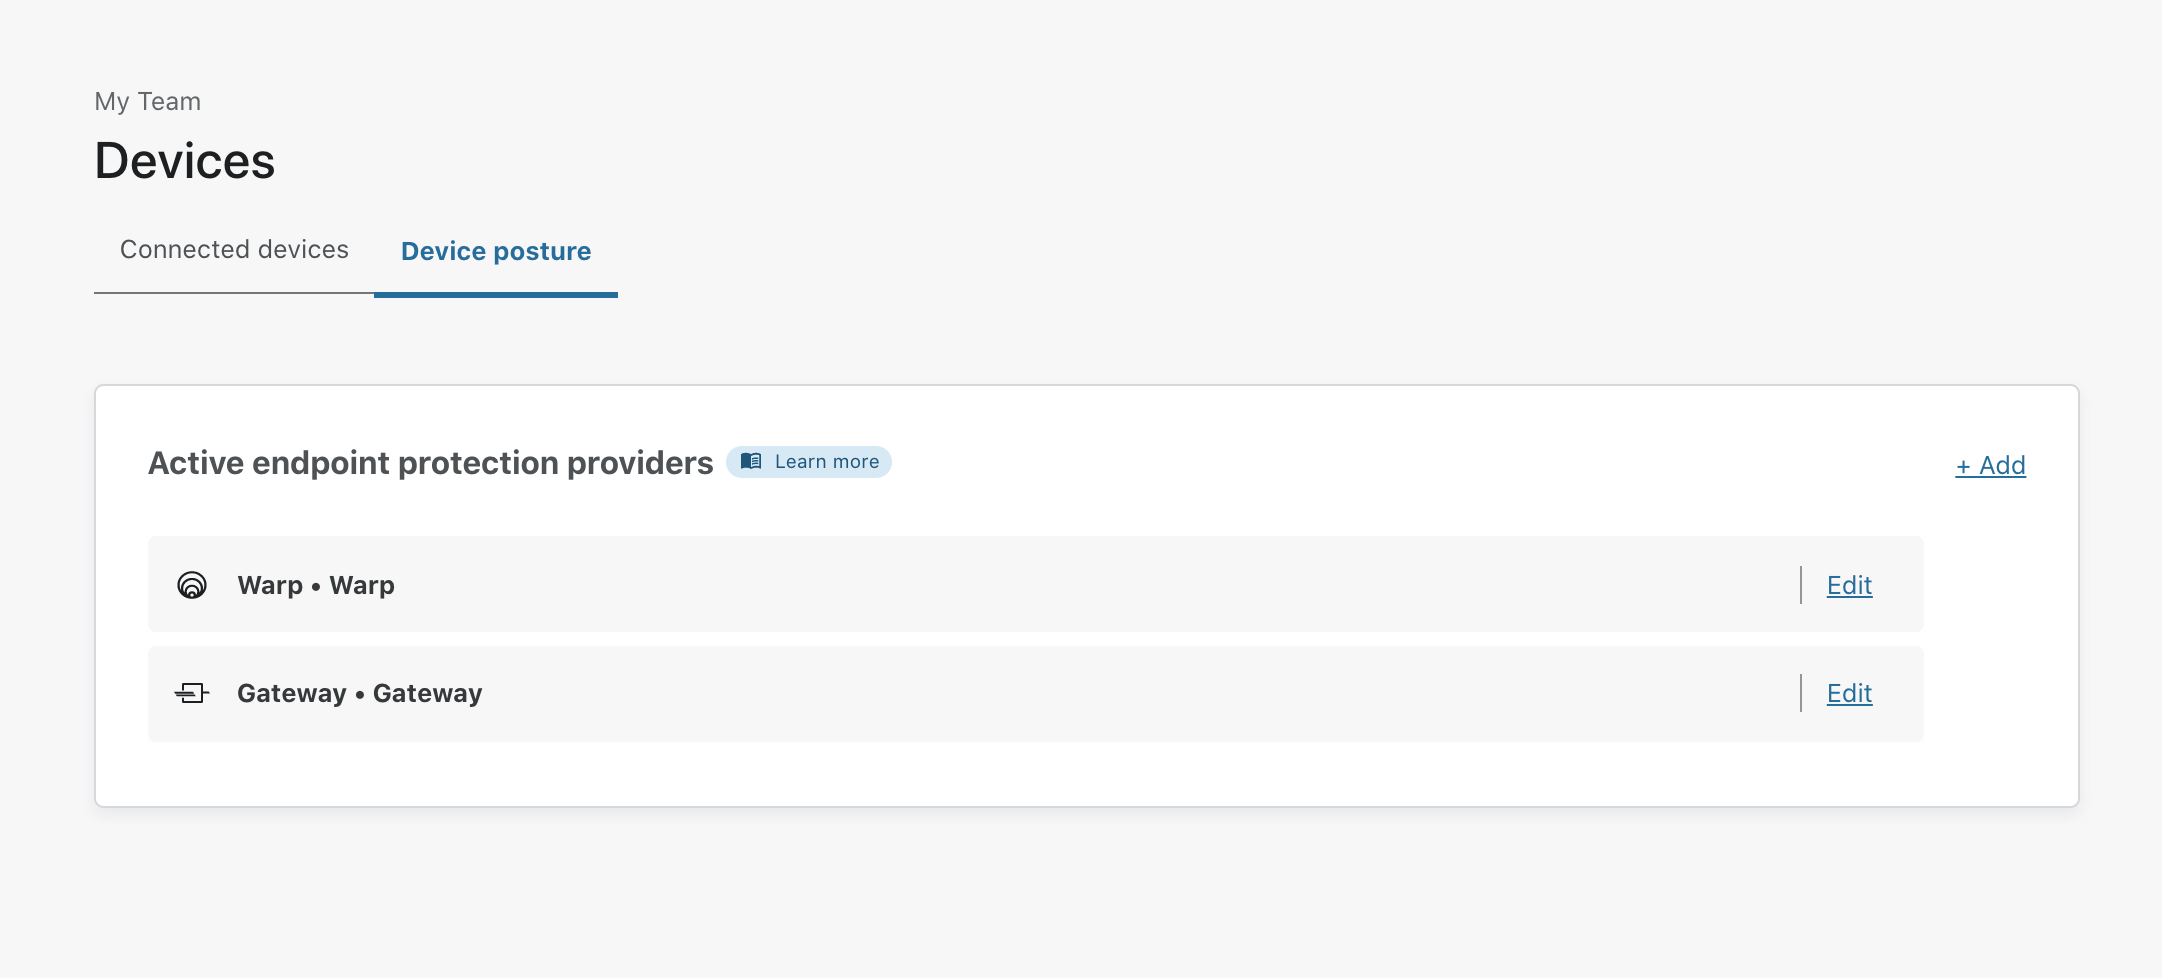 My Team
Devices
Connected devices Device posture
Active endpoint protection providers Learn more + Add
Warp • Warp Edit
Gateway • Gateway Edit